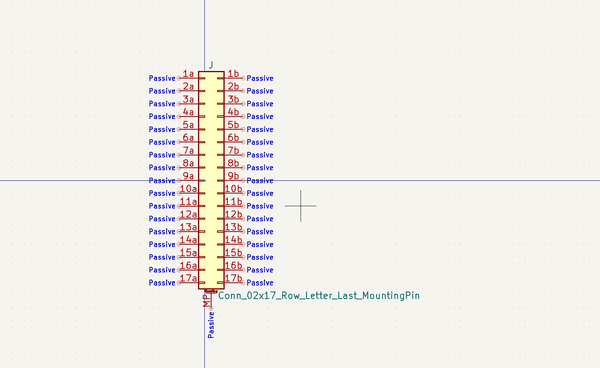 J
Passive 1a 1b Passive
Passive 2a 2b Passive
Passive 3a 3b Passive
Passive 4a 4b Passive
Passive 5a 5b Passive
Passive 6a 6b Passive
Passive 7a 7b Passive
Passive 8a 8b Passive
Passive 9a 9b Passive
Passive 10a 10b Passive
Passive 11a 11b Passive
Passive 12a 12b Passive
Passive 13a 13b Passive
Passive 14a 14b Passive
Passive 15a 15b Passive
Passive 16a 16b Passive
Passive 17a 17b Passive
MP Conn_02x17_Row_Letter_Last_MountingPin
Passive